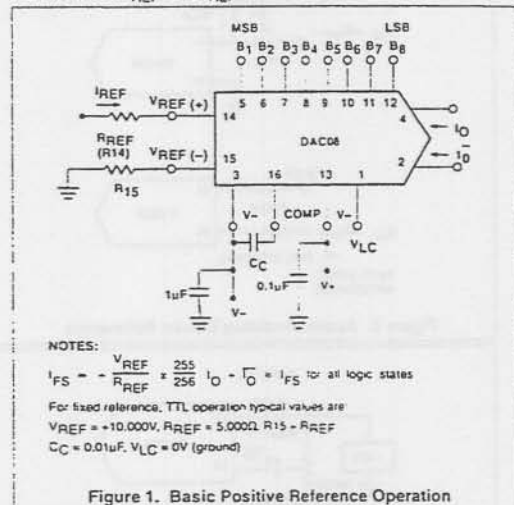 MSB LSB
B1 B2 B3 B4 B5 B6 B7 B8
IREF
VREF (+)
5 6 7 8 9 10 11 12
14
4
IO
DAC08
RREF
(R14)
VREF (–)
15
2
IO
R15
3 16 13 1
V– COMP V– VLC
CC
1uF
0.1uF
V+
V–
NOTES:
IFS = + VREF / RREF x 255 / 256 IO + IO = IFS for all logic states
For fixed reference, TTL operation typical values are
VREF = +10.000V, RREF = 5.000Ω, R15 – RREF
CC = 0.01uF, VLC = 0V (ground)
Figure 1. Basic Positive Reference Operation